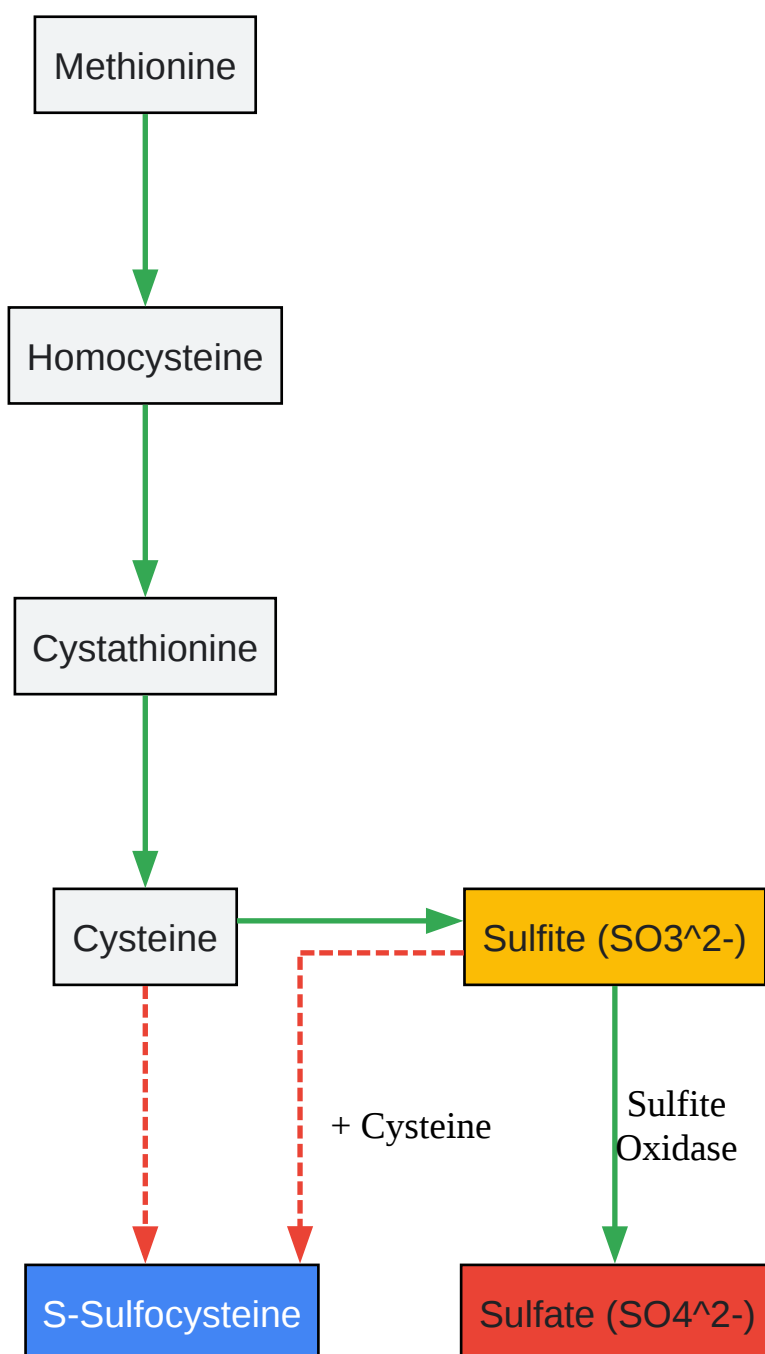 Methionine
Homocysteine
Cystathionine
Cysteine
Sulfite (SO3^2-)
+ Cysteine
Sulfite
Oxidase
S-Sulfocysteine
Sulfate (SO4^2-)